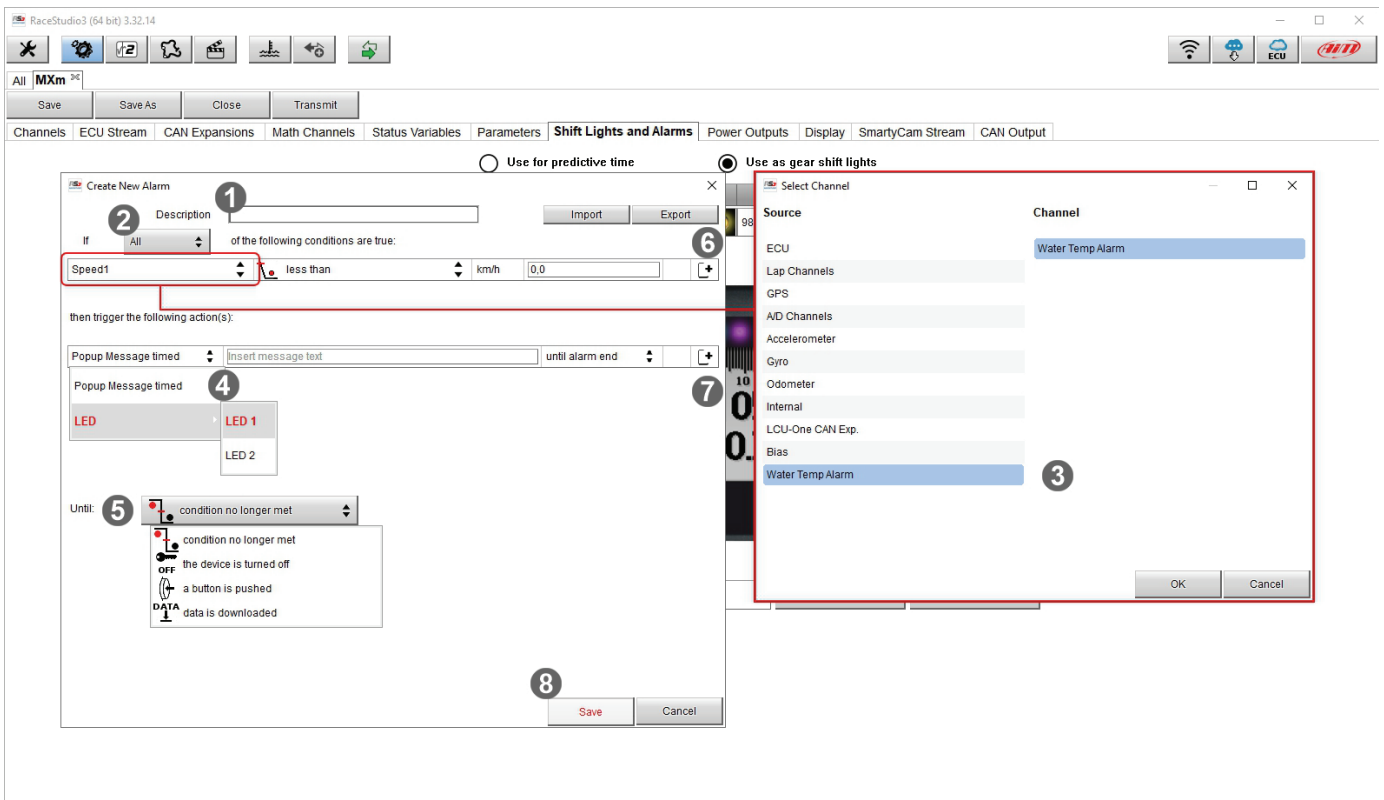 RaceStudio3 (64 bit) 3.32.14
ECU
AiM
All MXm
Save Save As Close Transmit
Channels ECU Stream CAN Expansions Math Channels Status Variables Parameters Shift Lights and Alarms Power Outputs Display SmartyCam Stream CAN Output
Use for predictive time Use as gear shift lights
Create New Alarm
1
Description Import Export
2
If All of the following conditions are true:
6
Speed1 less than km/h 0,0
then trigger the following action(s):
Popup Message timed Insert message text until alarm end
Popup Message timed 4
7
LED LED 1
LED 2
Until: 5 condition no longer met
condition no longer met
OFF the device is turned off
a button is pushed
DATA data is downloaded
8
Save Cancel
98
10
0
0.
Select Channel
Source Channel
ECU Water Temp Alarm
Lap Channels
GPS
A/D Channels
Accelerometer
Gyro
Odometer
Internal
LCU-One CAN Exp.
Bias
Water Temp Alarm 3
OK Cancel